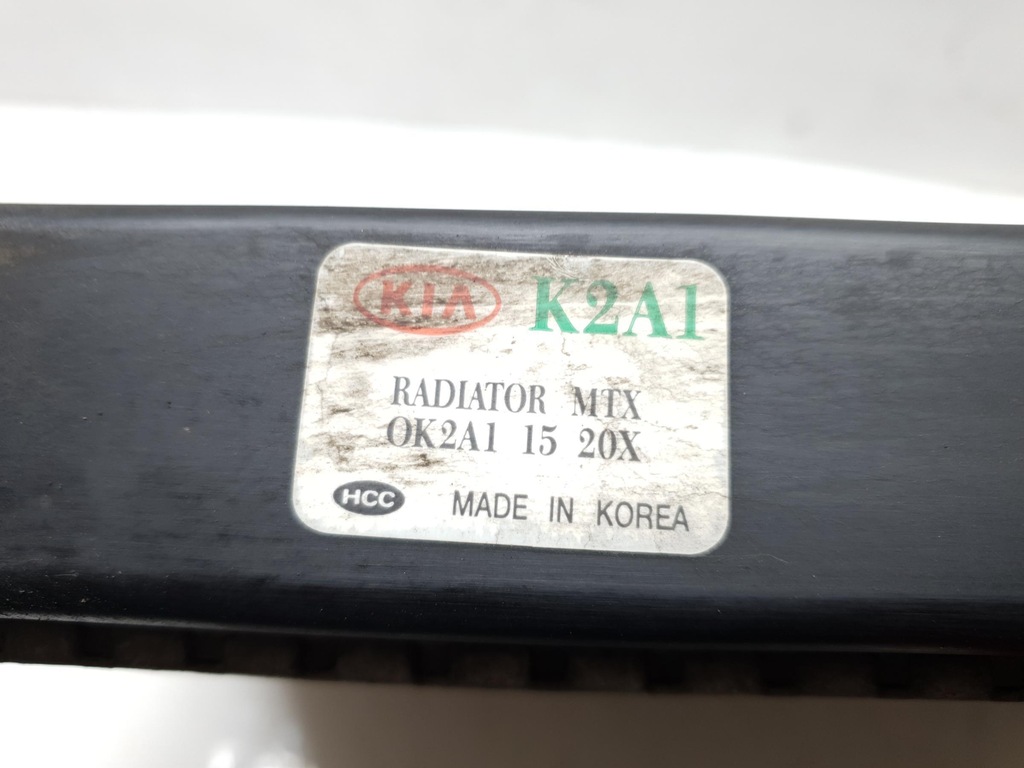 KIA K2A1
RADIATOR MTX
OK2A1 15 20X
HCC MADE IN KOREA